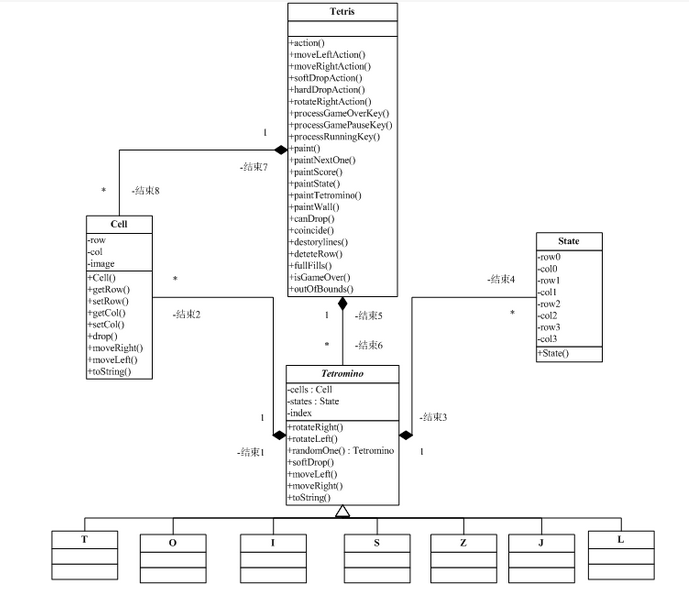 Tetris
+action()
+moveLeftAction()
+moveRightAction()
+softDropAction()
+hardDropAction()
+rotateRightAction()
+processGameOverKey()
+processGamePauseKey()
+processRunningKey()
+paint()
+paintNextOne()
+paintScore()
+paintState()
+paintTetromino()
+paintWall()
+canDrop()
+coincide()
+destorylines()
+deteteRow()
+fullFills()
+isGameOver()
+outOfBounds()
1
-结束7
*
-结束8
Cell
-row
-col
-image
+Cell()
+getRow()
+setRow()
+getCol()
+setCol()
+drop()
+moveRight()
+moveLeft()
+toString()
*
-结束2
1
-结束1
1
-结束5
*
-结束6
State
-row0
-col0
-row1
-col1
-row2
-col2
-row3
-col3
+State()
-结束4
*
-结束3
1
Tetromino
-cells : Cell
-states : State
-index
+rotateRight()
+rotateLeft()
+randomOne() : Tetromino
+softDrop()
+moveLeft()
+moveRight()
+toString()
T
O
I
S
Z
J
L